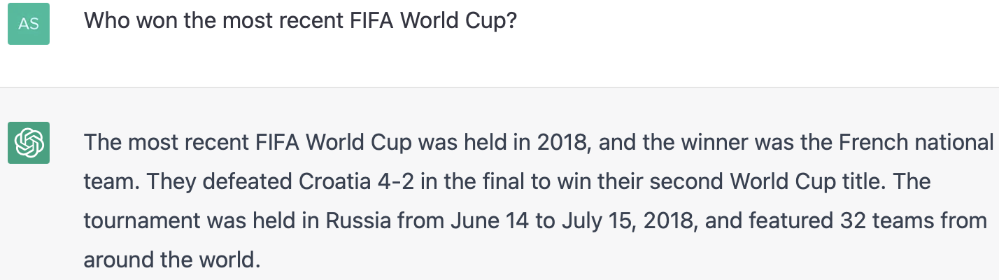 AS
Who won the most recent FIFA World Cup?
The most recent FIFA World Cup was held in 2018, and the winner was the French national
team. They defeated Croatia 4-2 in the final to win their second World Cup title. The
tournament was held in Russia from June 14 to July 15, 2018, and featured 32 teams from
around the world.